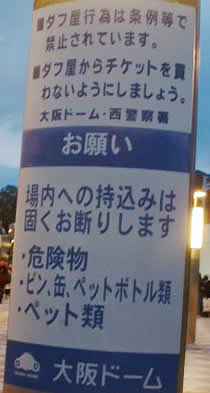 ■ダフ屋行為は条例等で
禁止されています。
■ダフ屋からチケットを買
わないようにしましょう。
大阪ドーム・西警察署
お願い
場内への持込みは
固くお断りします
・危険物
・ビン、缶、ペットボトル類
・ペット類
大阪ドーム